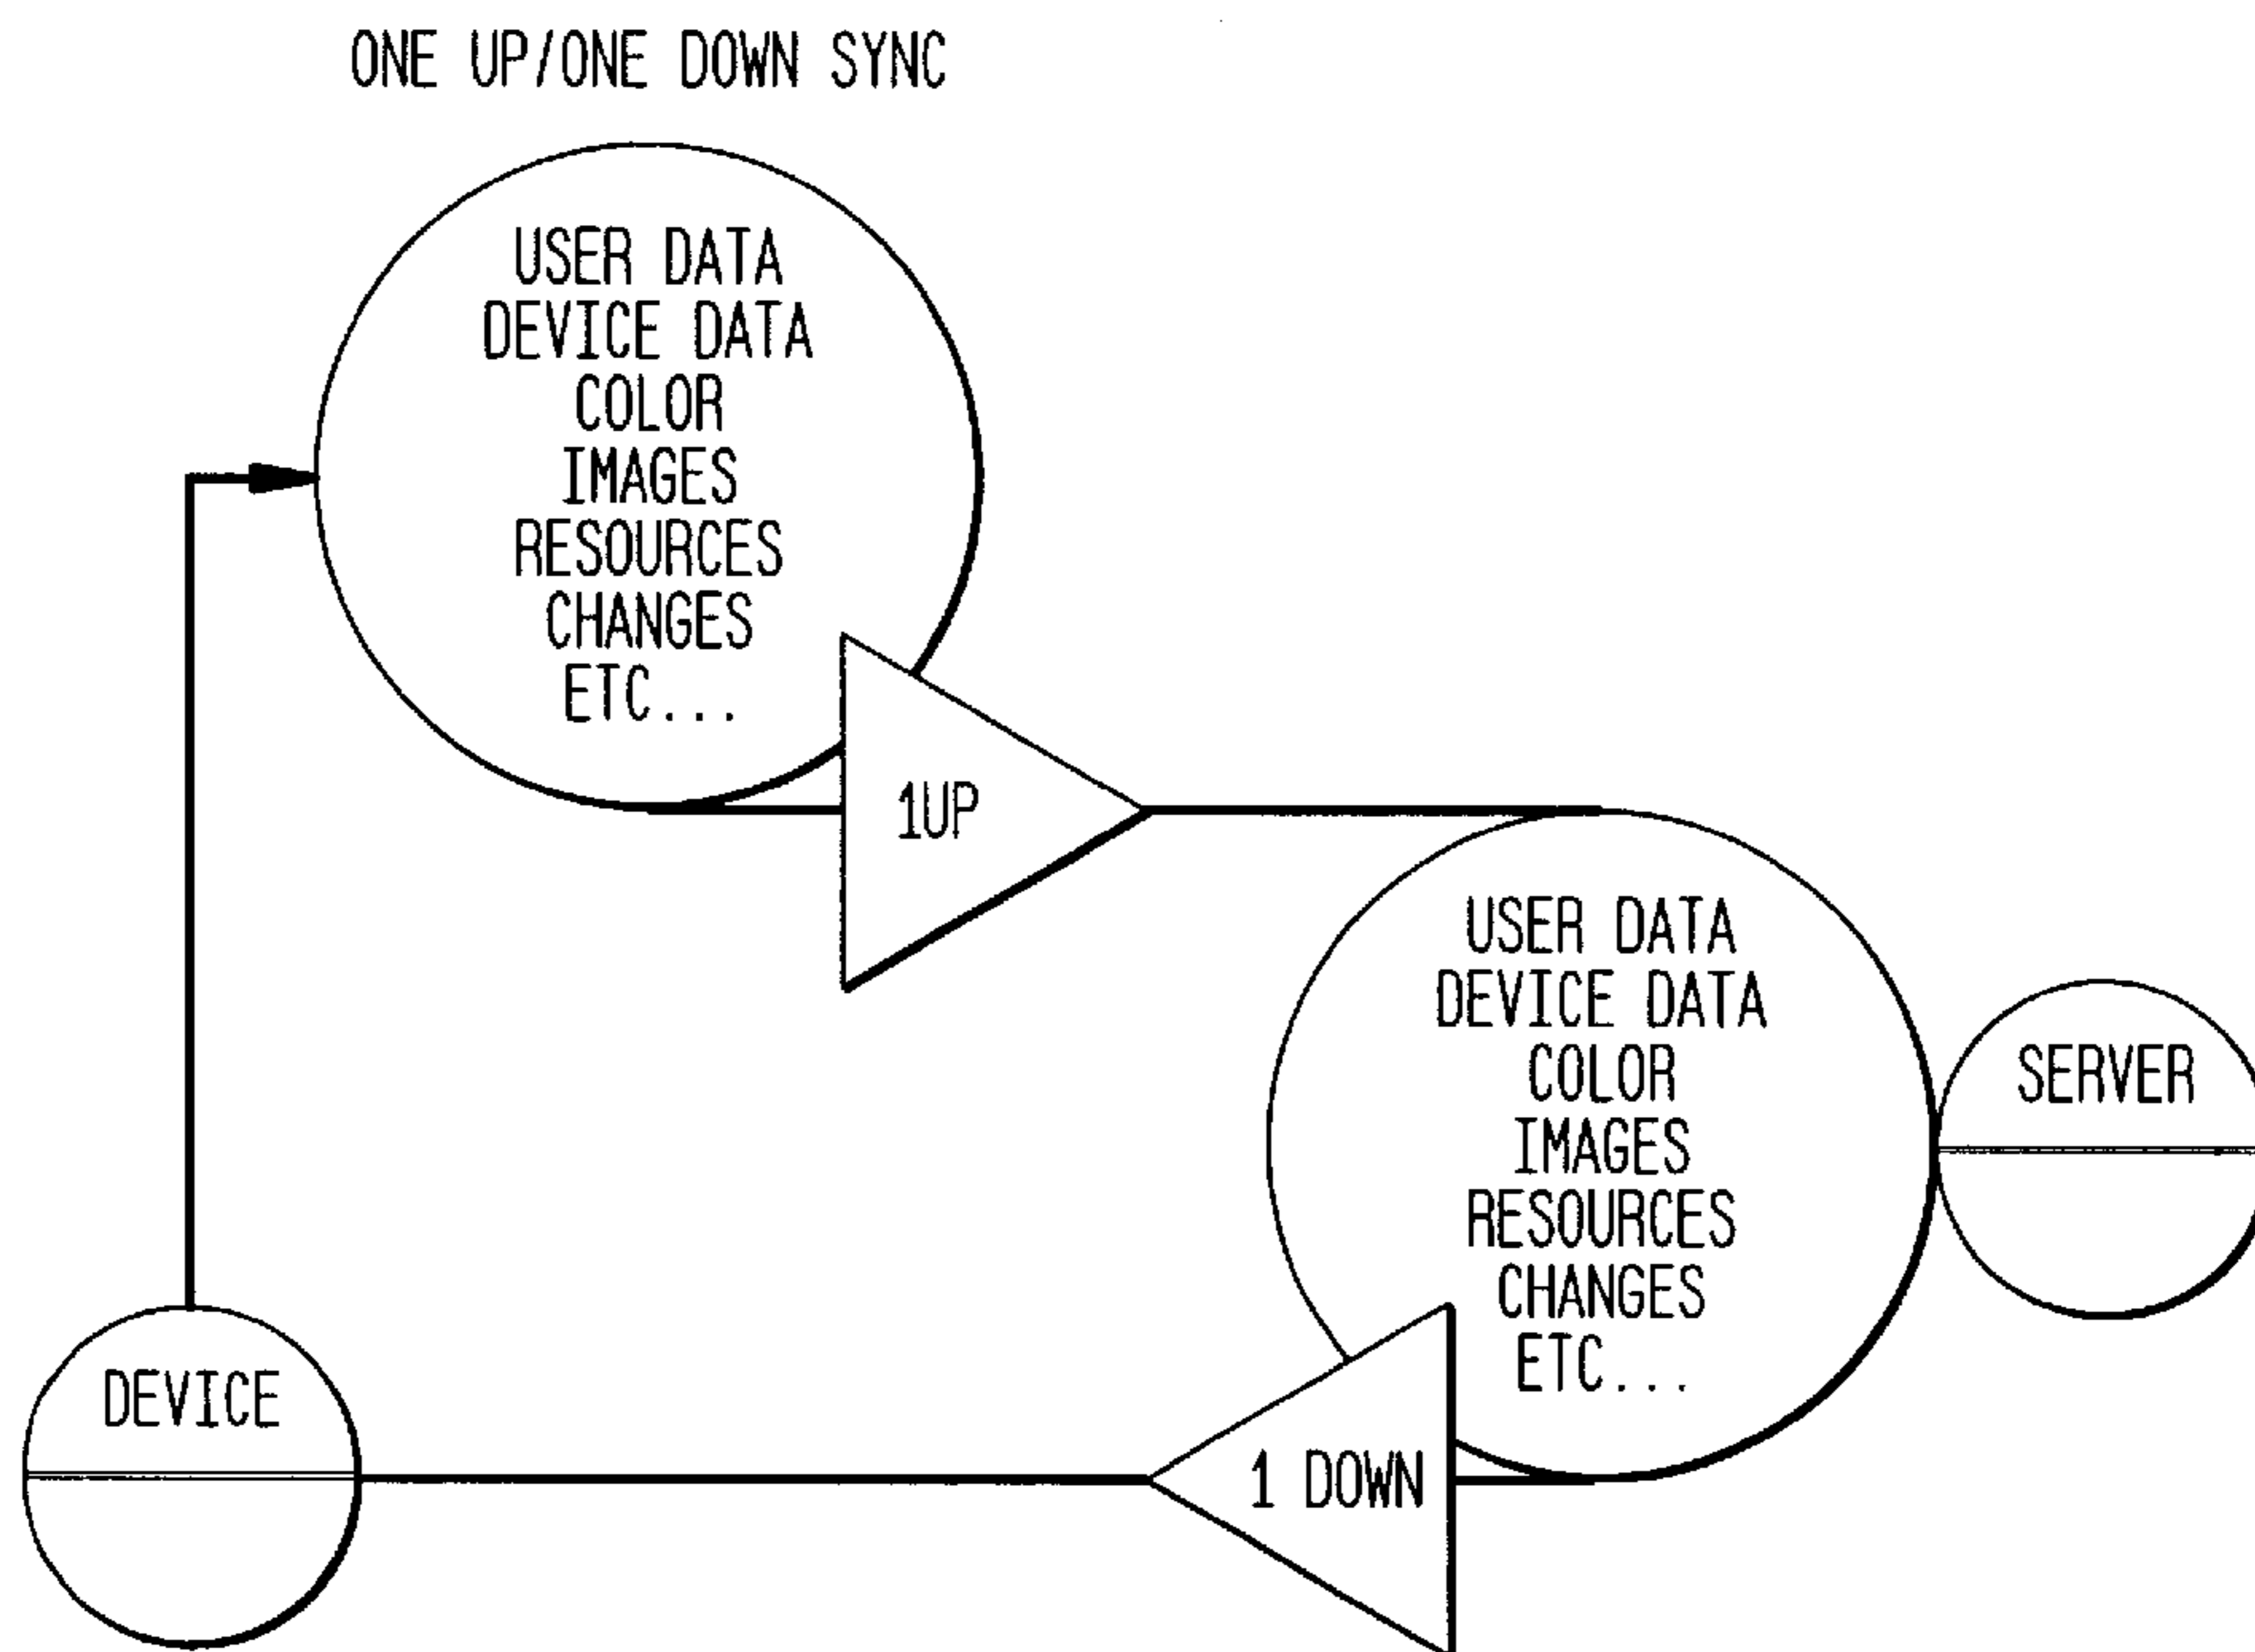 ONE UP/ONE DOWN SYNC
USER DATA
DEVICE DATA
COLOR
IMAGES
RESOURCES
CHANGES
ETC...
1UP
USER DATA
DEVICE DATA
COLOR
IMAGES
RESOURCES
CHANGES
ETC...
SERVER
DEVICE
1 DOWN